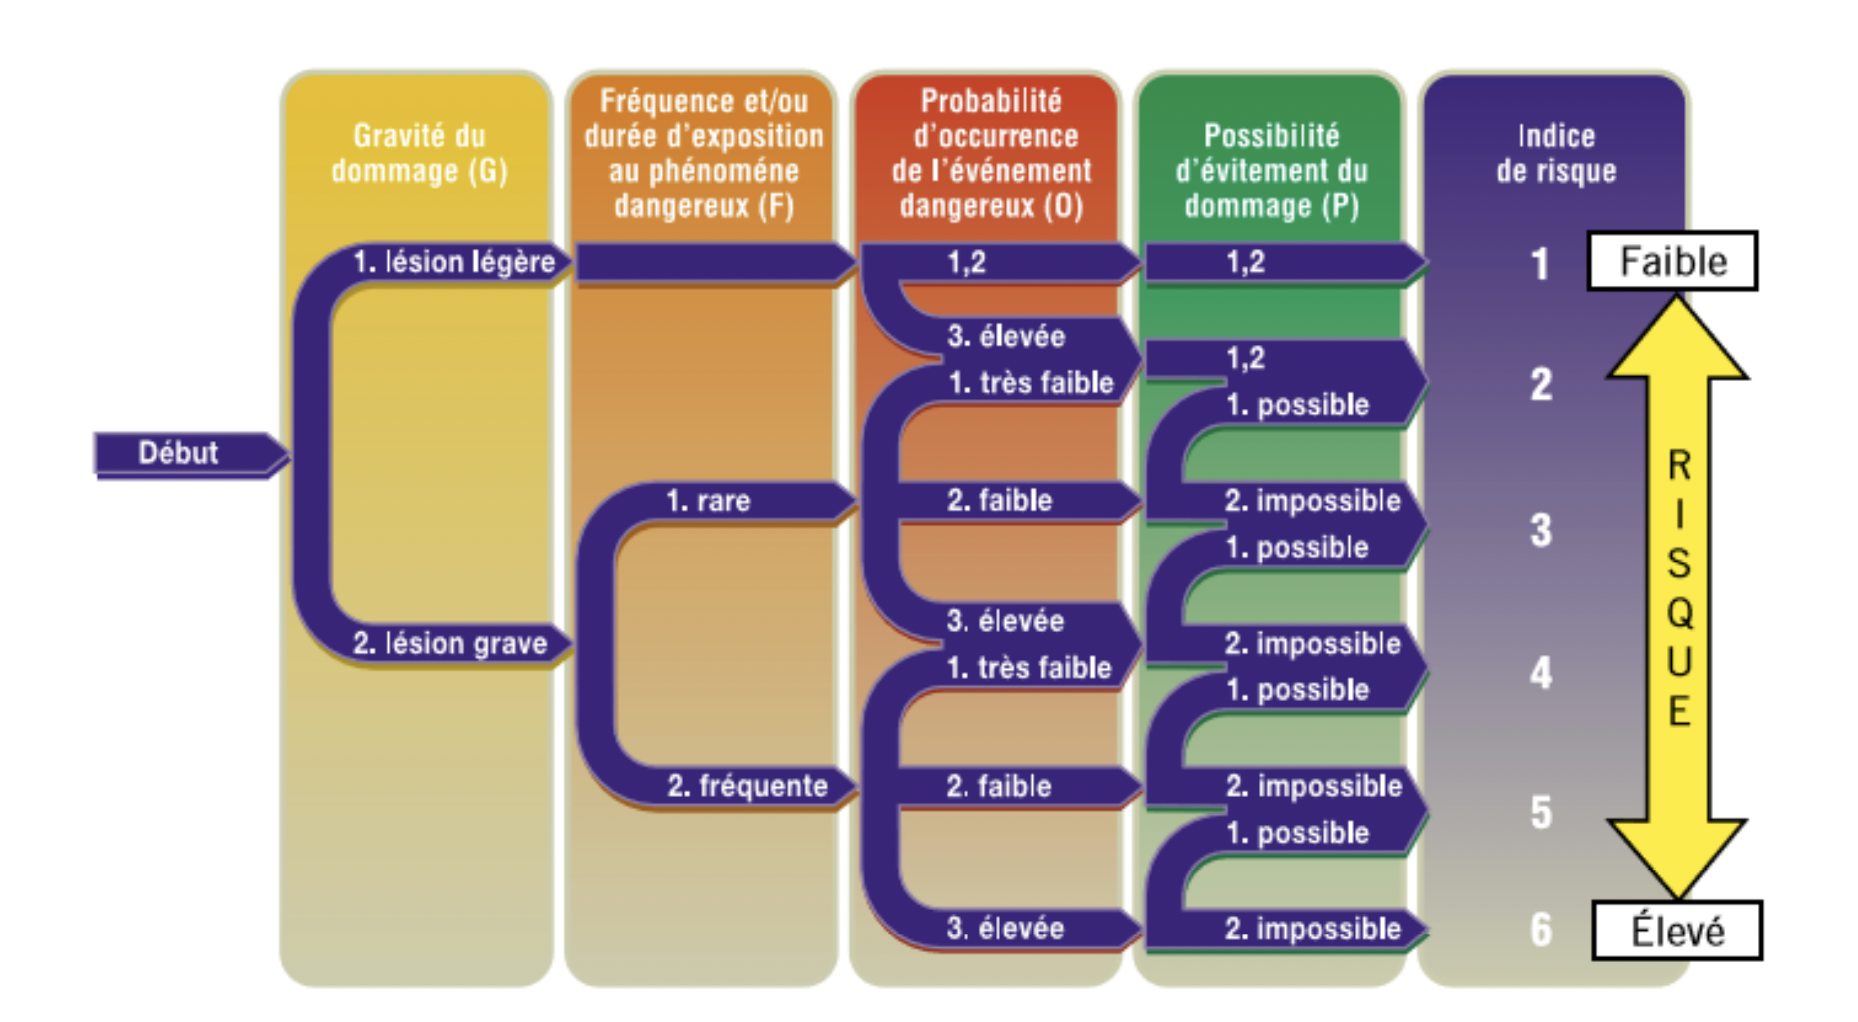 Gravité du
dommage (G)
Fréquence et/ou
durée d'exposition
au phénoméne
dangereux (F)
Probabilité
d'occurrence
de l'événement
dangereux (O)
Possibilité
d'évitement du
dommage (P)
Indice
de risque
Début
1. lésion légère
2. lésion grave
1. rare
2. fréquente
1,2
3. élevée
1. très faible
2. faible
3. élevée
1. très faible
2. faible
3. élevée
1,2
1,2
1. possible
2. impossible
1. possible
2. impossible
1. possible
2. impossible
1. possible
2. impossible
1
2
3
4
5
6
Faible
R
I
S
Q
U
E
Élevé